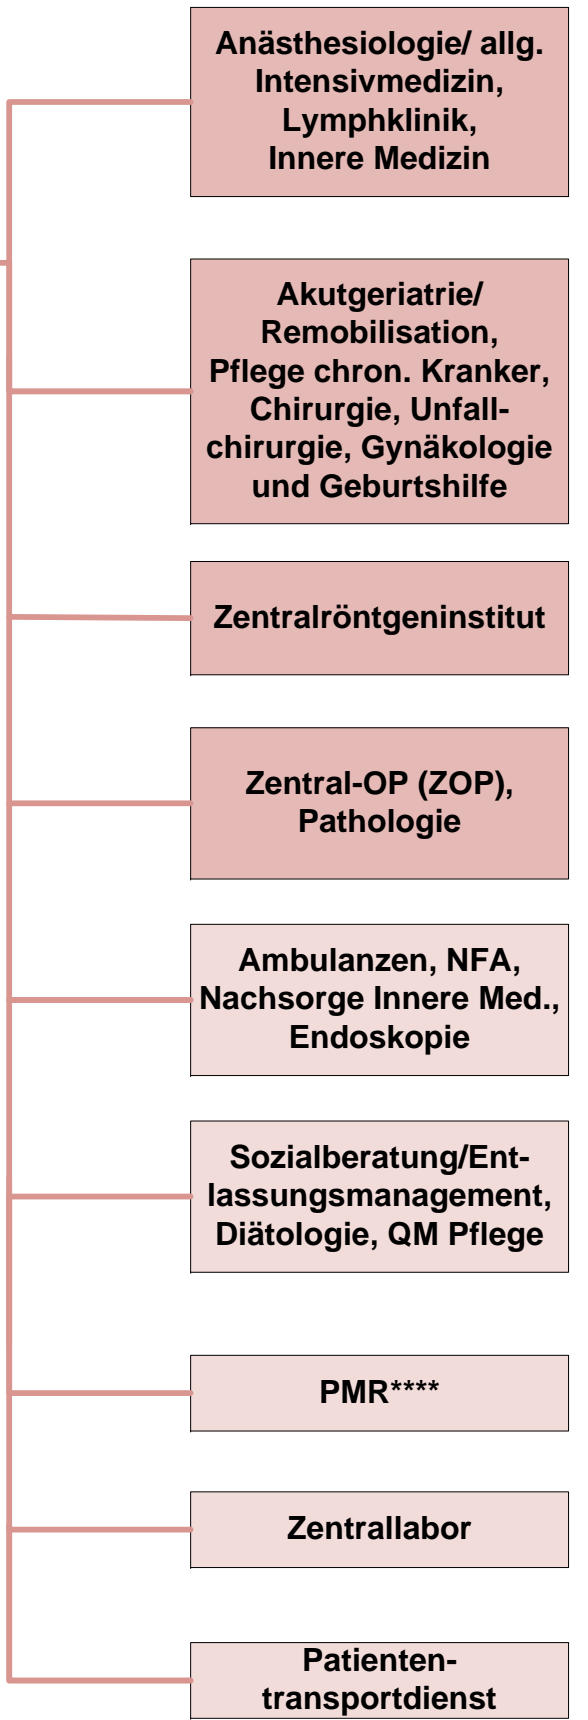 Anästhesiologie/ allg.
Intensivmedizin,
Lymphklinik,
Innere Medizin
Akutgeriatrie/
Remobilisation,
Pflege chron. Kranker,
Chirurgie, Unfall-
chirurgie, Gynäkologie
und Geburtshilfe
Zentralröntgeninstitut
Zentral-OP (ZOP),
Pathologie
Ambulanzen, NFA,
Nachsorge Innere Med.,
Endoskopie
Sozialberatung/Ent-
lassungsmanagement,
Diätologie, QM Pflege
PMR****
Zentrallabor
Patienten-
transportdienst